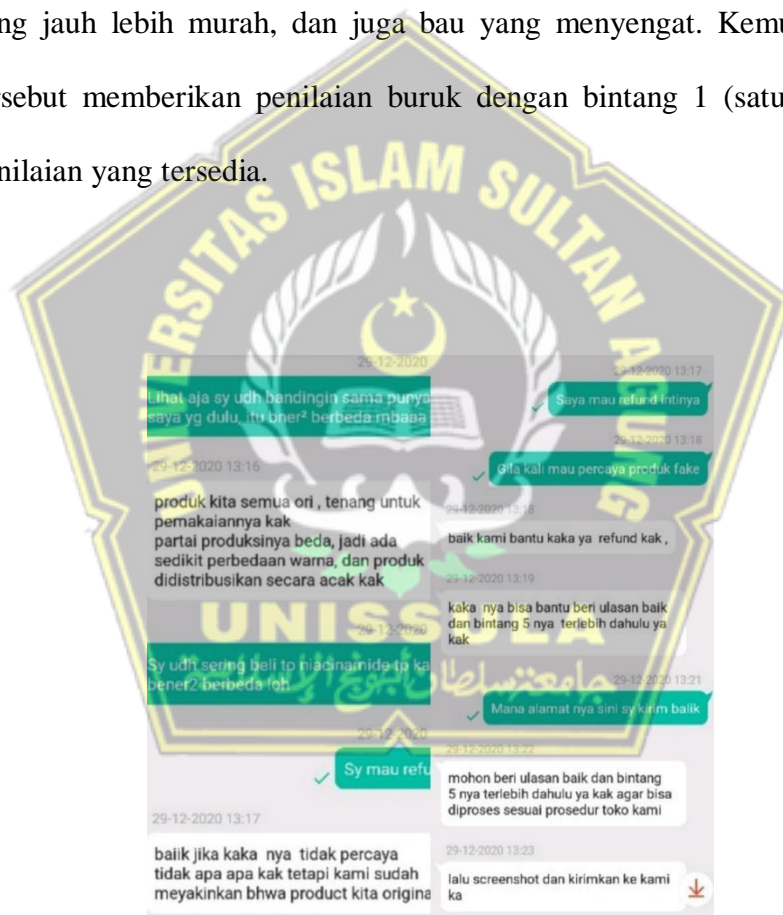 ng jauh lebih murah, dan juga bau yang menyengat. Kemu
rsebut memberikan penilaian buruk dengan bintang 1 (satu
nilaian yang tersedia.
UNIVERSITAS ISLAM SULTAN AGUNG
29-12-2020
Lihat aja sy udh bandingin sama punya
saya yg dulu, itu bner² berbeda mbaaa
29-12-2020 13:16
produk kita semua ori , tenang untuk
pemakaiannya kak
partai produksinya beda, jadi ada
sedikit perbedaan warna, dan produk
didistribusikan secara acak kak
29-12-2020
Sy udh sering beli tp niacinamide tp ka
bener2 berbeda loh
29-12-2020
Sy mau refu
29-12-2020 13:17
baiik jika kaka nya tidak percaya
tidak apa apa kak tetapi kami sudah
meyakinkan bhwa product kita origina
29-12-2020 13:17
Saya mau refund Intinya
29-12-2020 13:18
Gila kali mau percaya produk fake
29-12-2020 13:18
baik kami bantu kaka ya refund kak ,
29-12-2020 13:19
kaka nya bisa bantu beri ulasan baik
dan bintang 5 nya terlebih dahulu ya
kak
29-12-2020 13:21
Mana alamat nya sini sy kirim balik
29-12-2020 13:22
mohon beri ulasan baik dan bintang
5 nya terlebih dahulu ya kak agar bisa
diproses sesuai prosedur toko kami
29-12-2020 13:23
lalu screenshot dan kirimkan ke kami
ka
UNISSULA